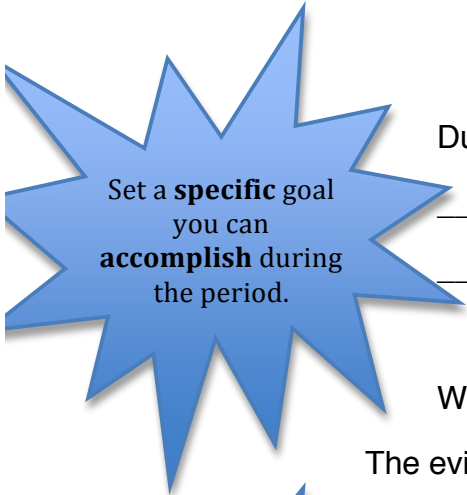 Du
Set a specific goal
you can
accomplish during
the period.
W
The evi